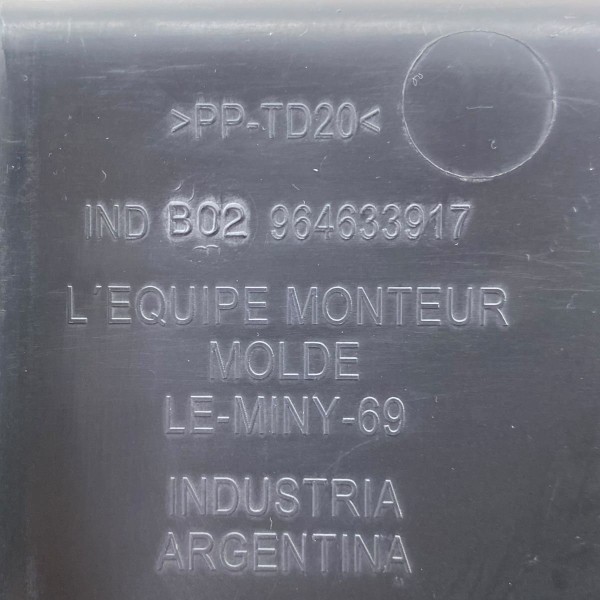 >PP-TD20<
IND B02 964633917
L´EQUIPE MONTEUR
MOLDE
LE-MINY-69
INDUSTRIA
ARGENTINA